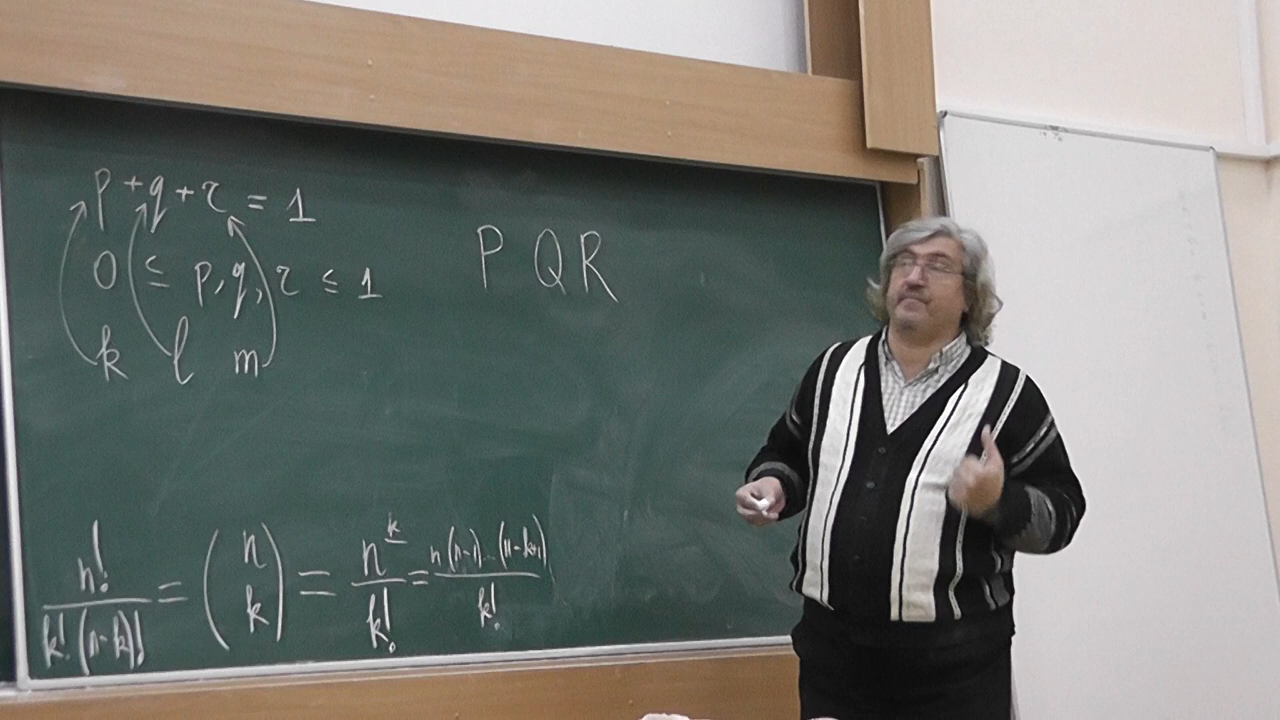 p + q + r = 1
0 ≤ p, q, r ≤ 1
k l m
P Q R
n! / k! (n-k)! = (n k) = n^k̲ / k! = n(n-1)...(n-k+1) / k!